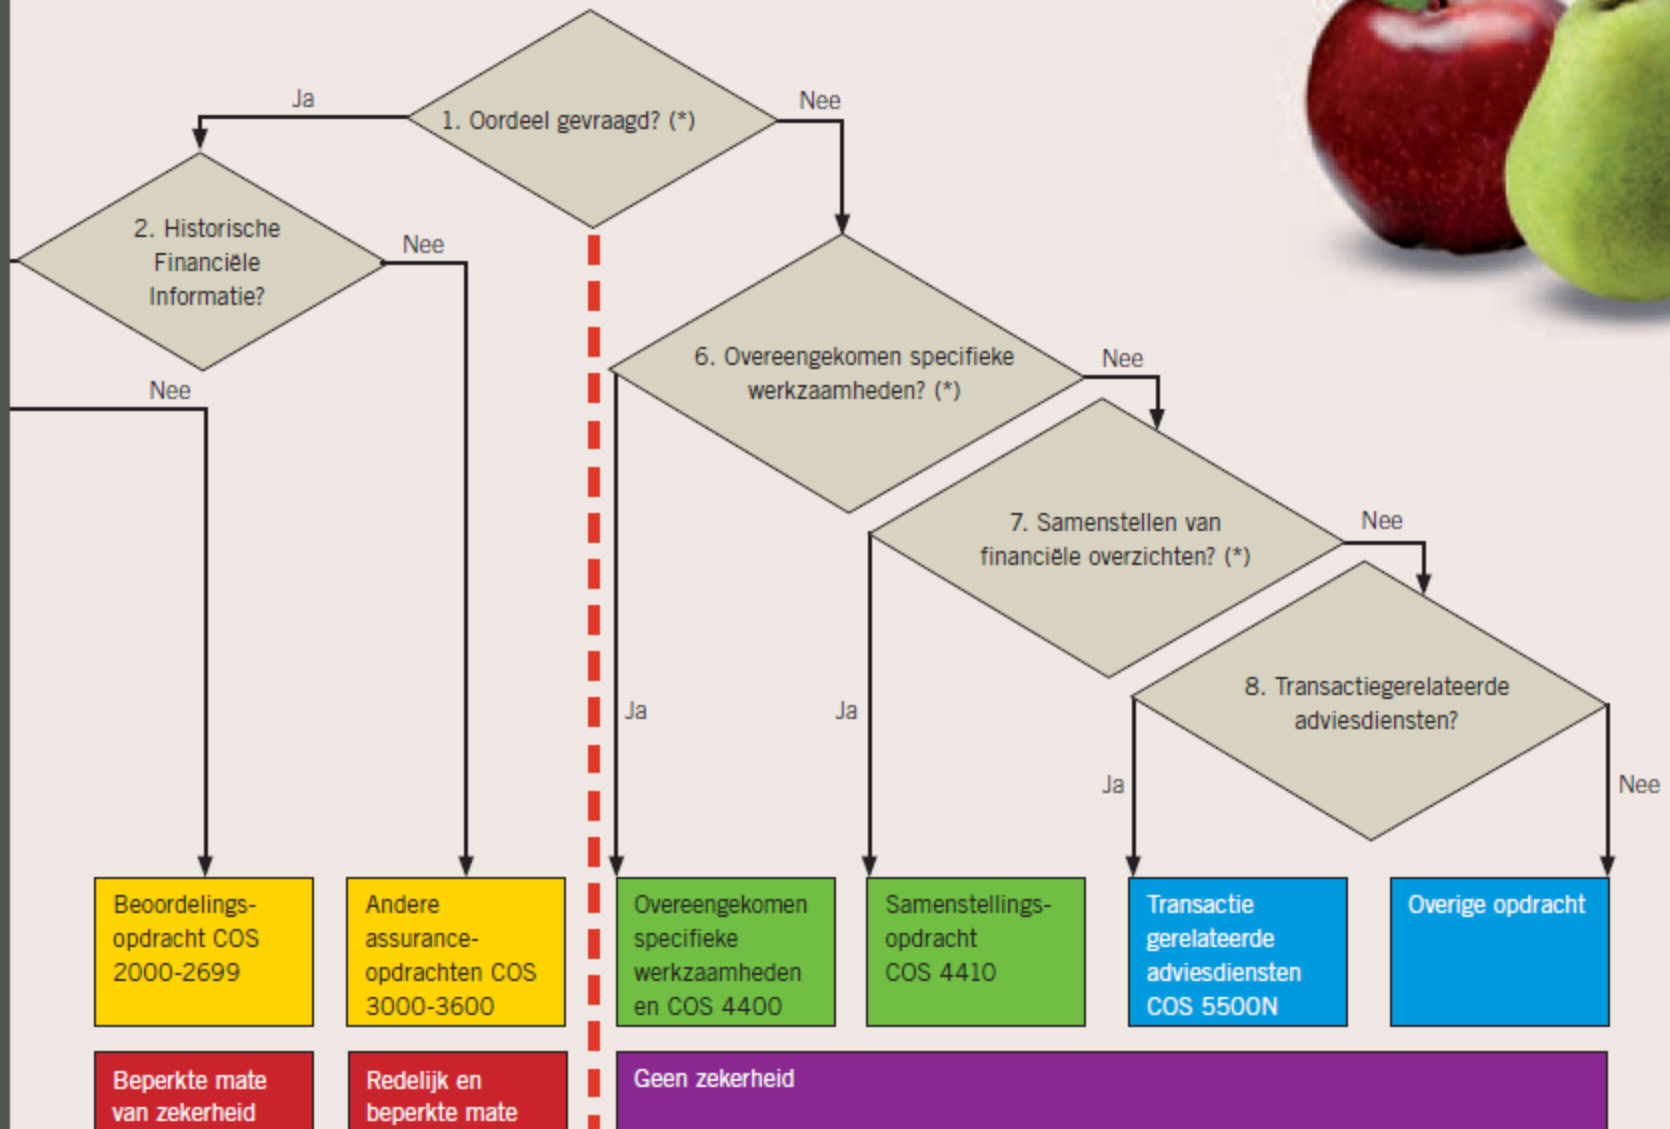 Ja
1. Oordeel gevraagd? (*)
Nee
2. Historische
Financiële
Informatie?
Nee
Nee
6. Overeengekomen specifieke
werkzaamheden? (*)
Nee
7. Samenstellen van
financiële overzichten? (*)
Nee
8. Transactiegerelateerde
adviesdiensten?
Ja
Ja
Ja
Nee
Beoordelings-
opdracht COS
2000-2699
Andere
assurance-
opdrachten COS
3000-3600
Overeengekomen
specifieke
werkzaamheden
en COS 4400
Samenstellings-
opdracht
COS 4410
Transactie
gerelateerde
adviesdiensten
COS 5500N
Overige opdracht
Beperkte mate
van zekerheid
Redelijk en
beperkte mate
Geen zekerheid